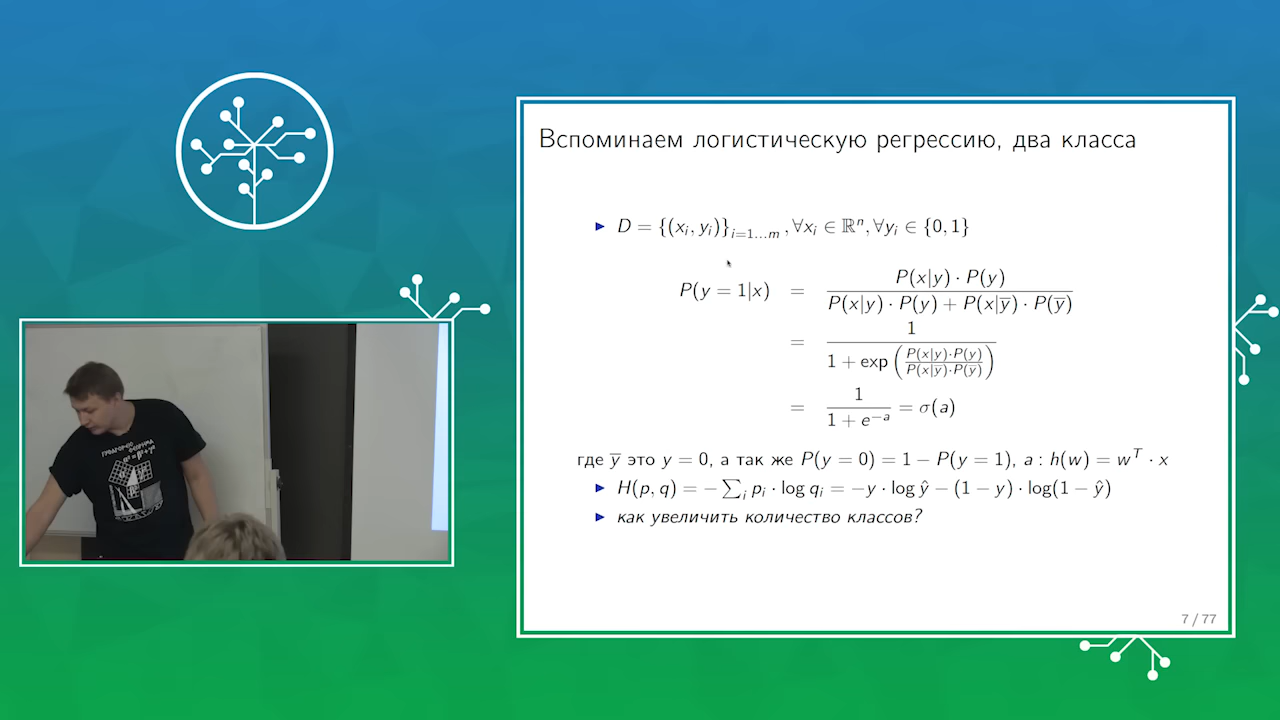 Вспоминаем логистическую регрессию, два класса
▶ D = {(xᵢ, yᵢ)}ᵢ₌₁…ₘ , ∀xᵢ ∈ ℝⁿ, ∀yᵢ ∈ {0, 1}
P(y = 1|x) = P(x|y) · P(y) / (P(x|y) · P(y) + P(x|y̅) · P(y̅))
= 1 / (1 + exp (P(x|y)·P(y) / P(x|y̅)·P(y̅)))
= 1 / (1 + e⁻ᵃ) = σ(a)
где y̅ это y = 0, а так же P(y = 0) = 1 − P(y = 1), a : h(w) = wᵀ · x
▶ H(p, q) = − ∑ᵢ pᵢ · log qᵢ = −y · log ŷ − (1 − y) · log(1 − ŷ)
▶ как увеличить количество классов?
7 / 77